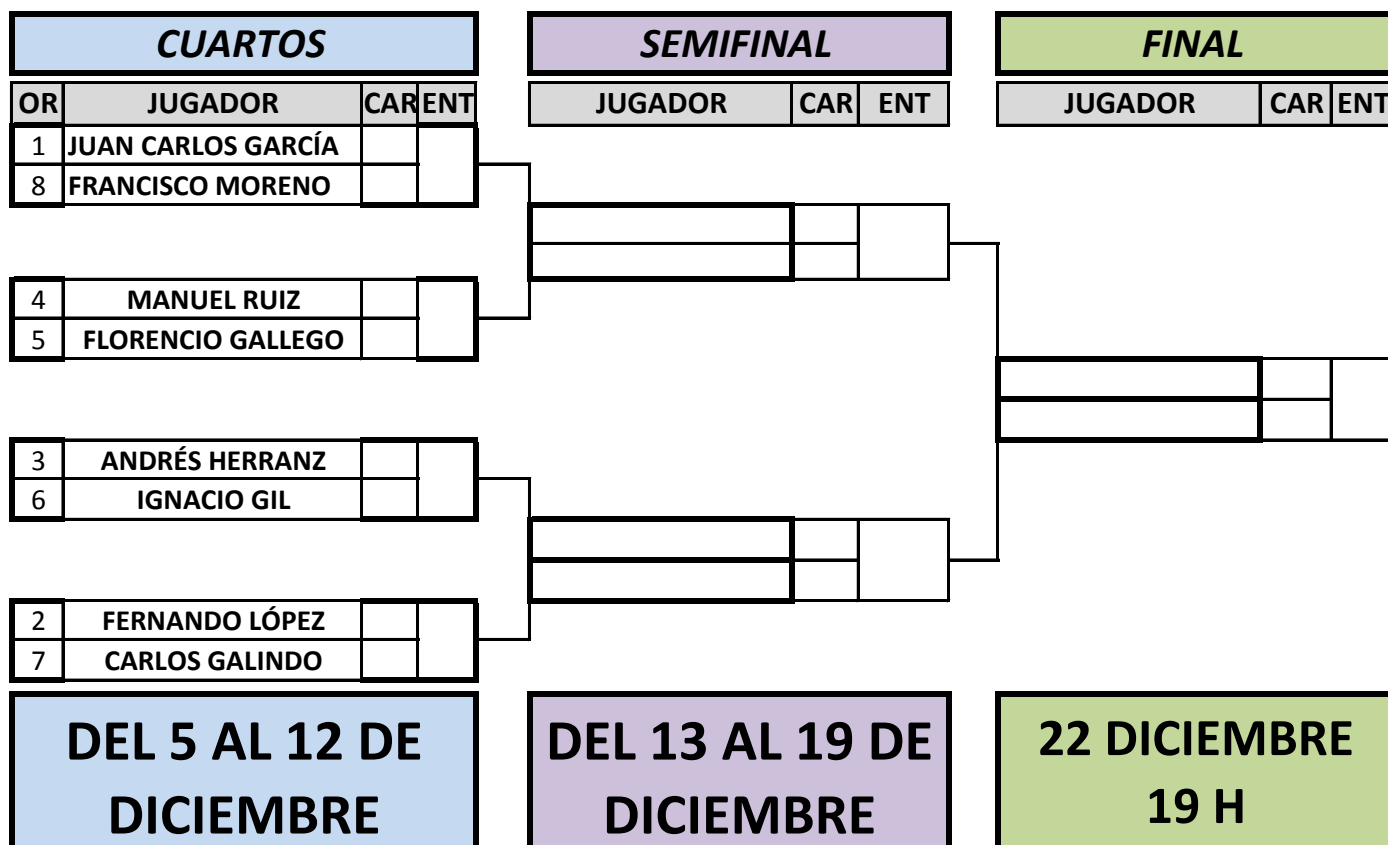 CUARTOS SEMIFINAL FINAL
OR JUGADOR CAR ENT JUGADOR CAR ENT JUGADOR CAR ENT
1 JUAN CARLOS GARCÍA
8 FRANCISCO MORENO
4 MANUEL RUIZ
5 FLORENCIO GALLEGO
3 ANDRÉS HERRANZ
6 IGNACIO GIL
2 FERNANDO LÓPEZ
7 CARLOS GALINDO
DEL 5 AL 12 DE
DICIEMBRE
DEL 13 AL 19 DE
DICIEMBRE
22 DICIEMBRE
19 H